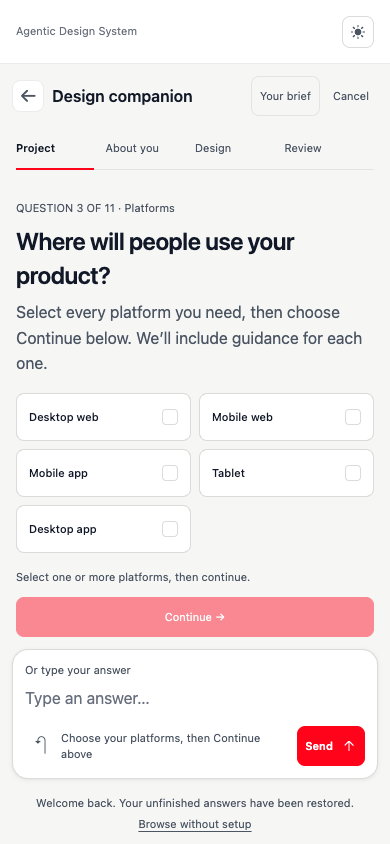 Agentic Design System
Design companion
Your brief
Cancel
Project
About you
Design
Review
QUESTION 3 OF 11 · Platforms
Where will people use your
product?
Select every platform you need, then choose
Continue below. We’ll include guidance for each
one.
Desktop web
Mobile web
Mobile app
Tablet
Desktop app
Select one or more platforms, then continue.
Continue →
Or type your answer
Type an answer...
Choose your platforms, then Continue
above
Send ↑
Welcome back. Your unfinished answers have been restored.
Browse without setup